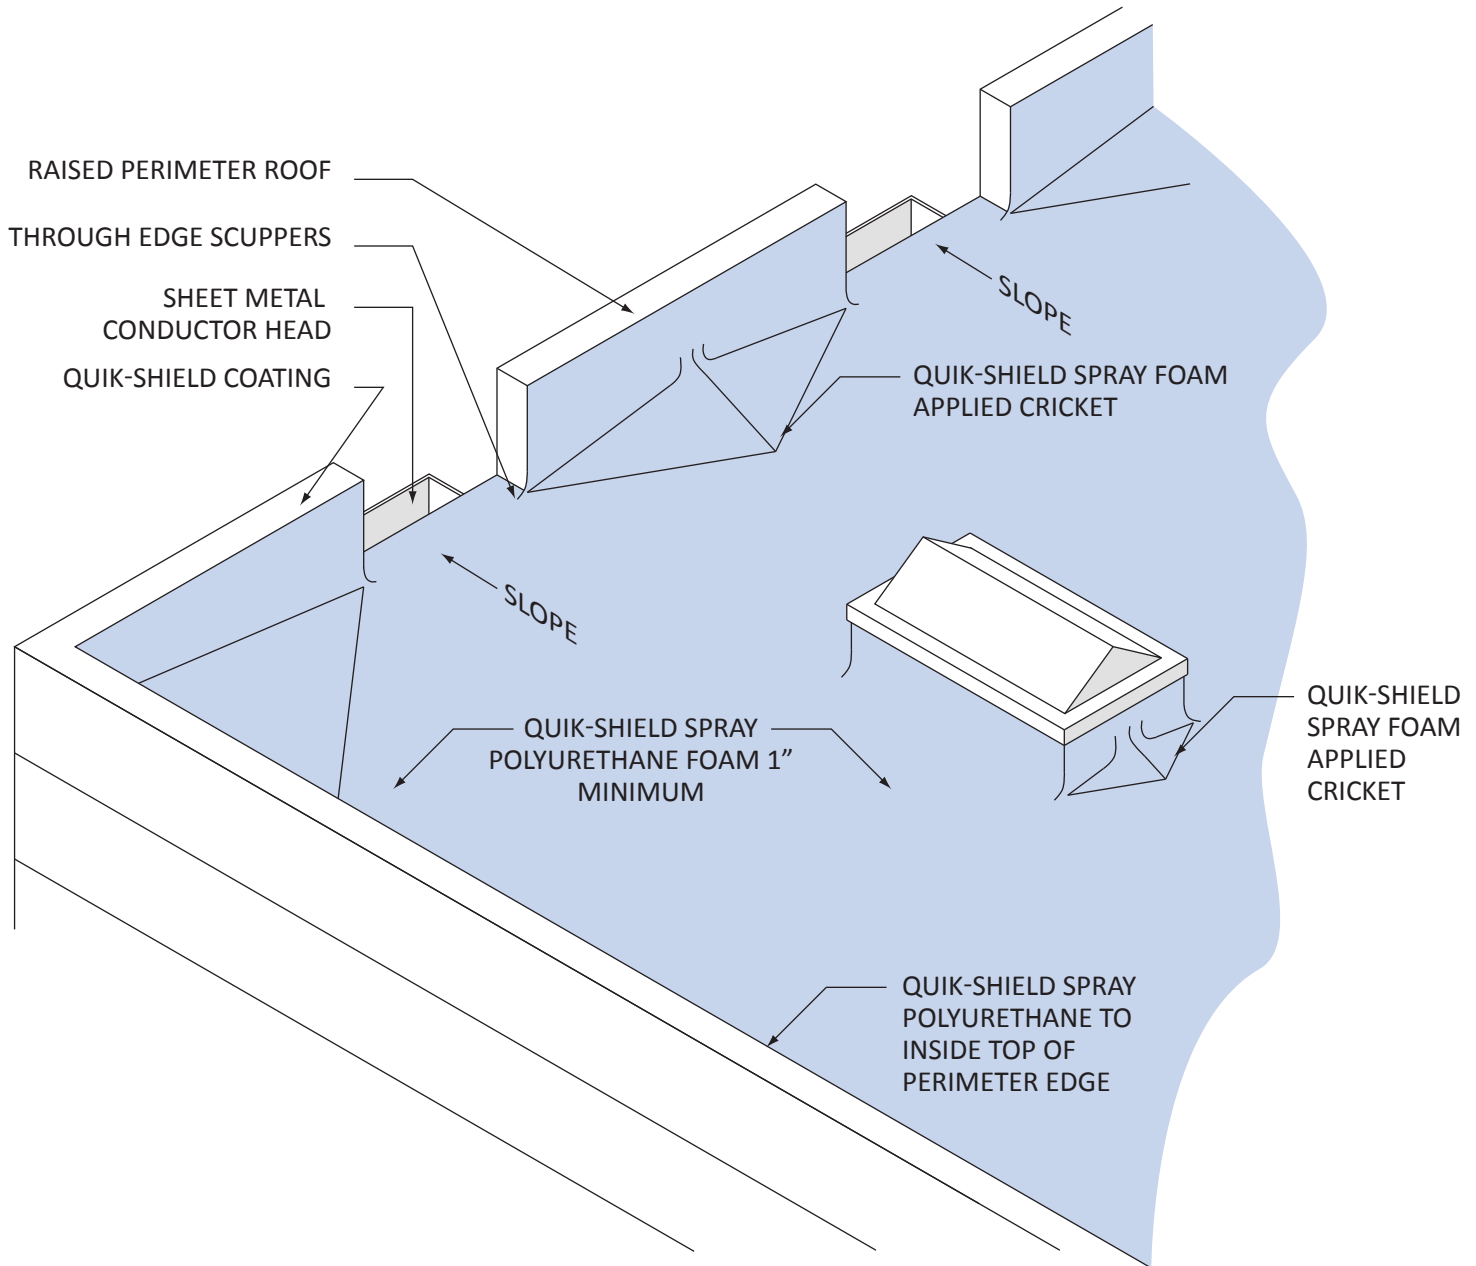 RAISED PERIMETER ROOF
THROUGH EDGE SCUPPERS
SHEET METAL
CONDUCTOR HEAD
QUIK-SHIELD COATING
SLOPE
QUIK-SHIELD SPRAY FOAM
APPLIED CRICKET
SLOPE
QUIK-SHIELD SPRAY
POLYURETHANE FOAM 1”
MINIMUM
QUIK-SHIELD
SPRAY FOAM
APPLIED
CRICKET
QUIK-SHIELD SPRAY
POLYURETHANE TO
INSIDE TOP OF
PERIMETER EDGE